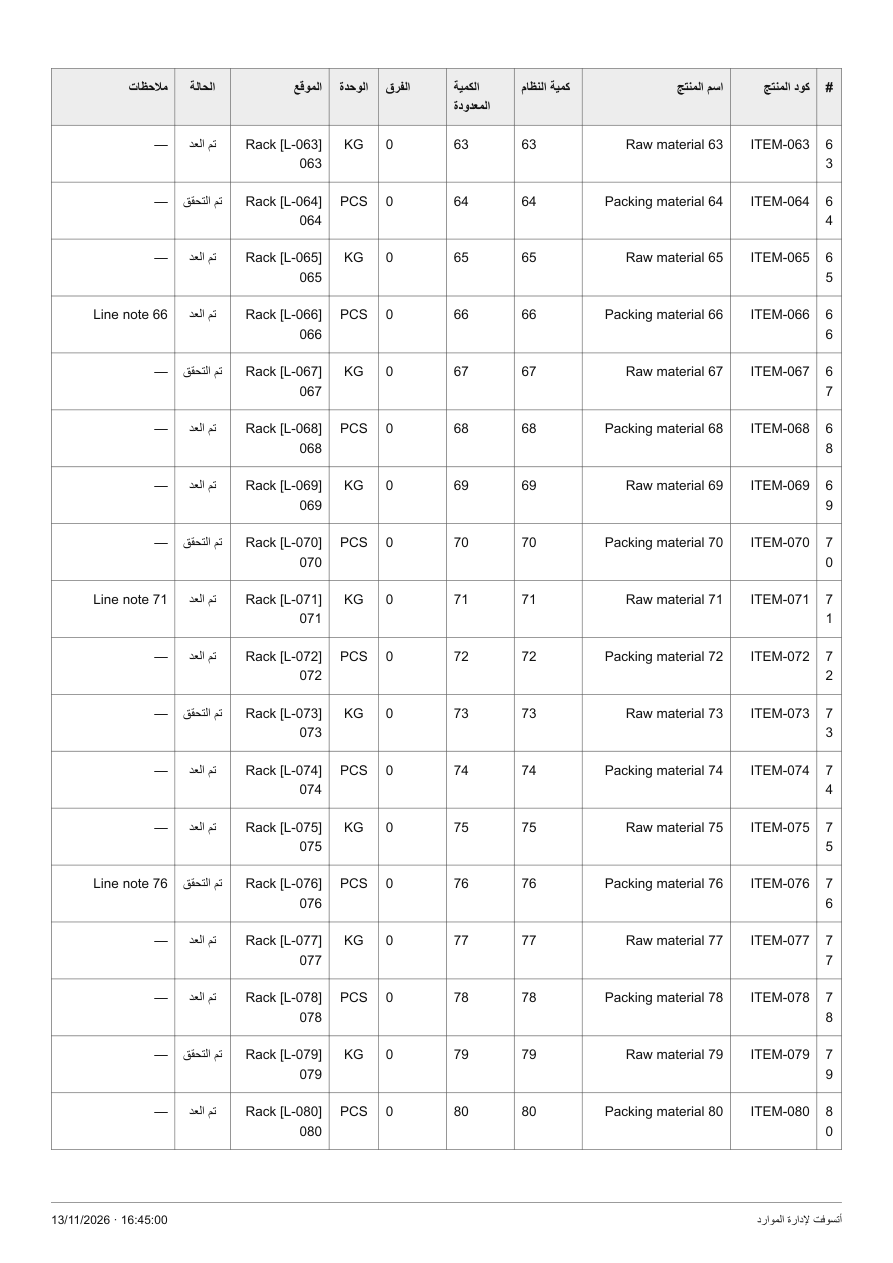 # كود المنتج اسم المنتج كمية النظام الكمية المعدودة الفرق الوحدة الموقع الحالة ملاحظات
63 ITEM-063 Raw material 63 63 63 0 KG Rack [L-063] 063 تم العد —
64 ITEM-064 Packing material 64 64 64 0 PCS Rack [L-064] 064 تم التحقق —
65 ITEM-065 Raw material 65 65 65 0 KG Rack [L-065] 065 تم العد —
66 ITEM-066 Packing material 66 66 66 0 PCS Rack [L-066] 066 تم العد Line note 66
67 ITEM-067 Raw material 67 67 67 0 KG Rack [L-067] 067 تم التحقق —
68 ITEM-068 Packing material 68 68 68 0 PCS Rack [L-068] 068 تم العد —
69 ITEM-069 Raw material 69 69 69 0 KG Rack [L-069] 069 تم العد —
70 ITEM-070 Packing material 70 70 70 0 PCS Rack [L-070] 070 تم التحقق —
71 ITEM-071 Raw material 71 71 71 0 KG Rack [L-071] 071 تم العد Line note 71
72 ITEM-072 Packing material 72 72 72 0 PCS Rack [L-072] 072 تم العد —
73 ITEM-073 Raw material 73 73 73 0 KG Rack [L-073] 073 تم التحقق —
74 ITEM-074 Packing material 74 74 74 0 PCS Rack [L-074] 074 تم العد —
75 ITEM-075 Raw material 75 75 75 0 KG Rack [L-075] 075 تم العد —
76 ITEM-076 Packing material 76 76 76 0 PCS Rack [L-076] 076 تم التحقق Line note 76
77 ITEM-077 Raw material 77 77 77 0 KG Rack [L-077] 077 تم العد —
78 ITEM-078 Packing material 78 78 78 0 PCS Rack [L-078] 078 تم العد —
79 ITEM-079 Raw material 79 79 79 0 KG Rack [L-079] 079 تم التحقق —
80 ITEM-080 Packing material 80 80 80 0 PCS Rack [L-080] 080 تم العد —
أتسوفت لإدارة الموارد
13/11/2026 · 16:45:00